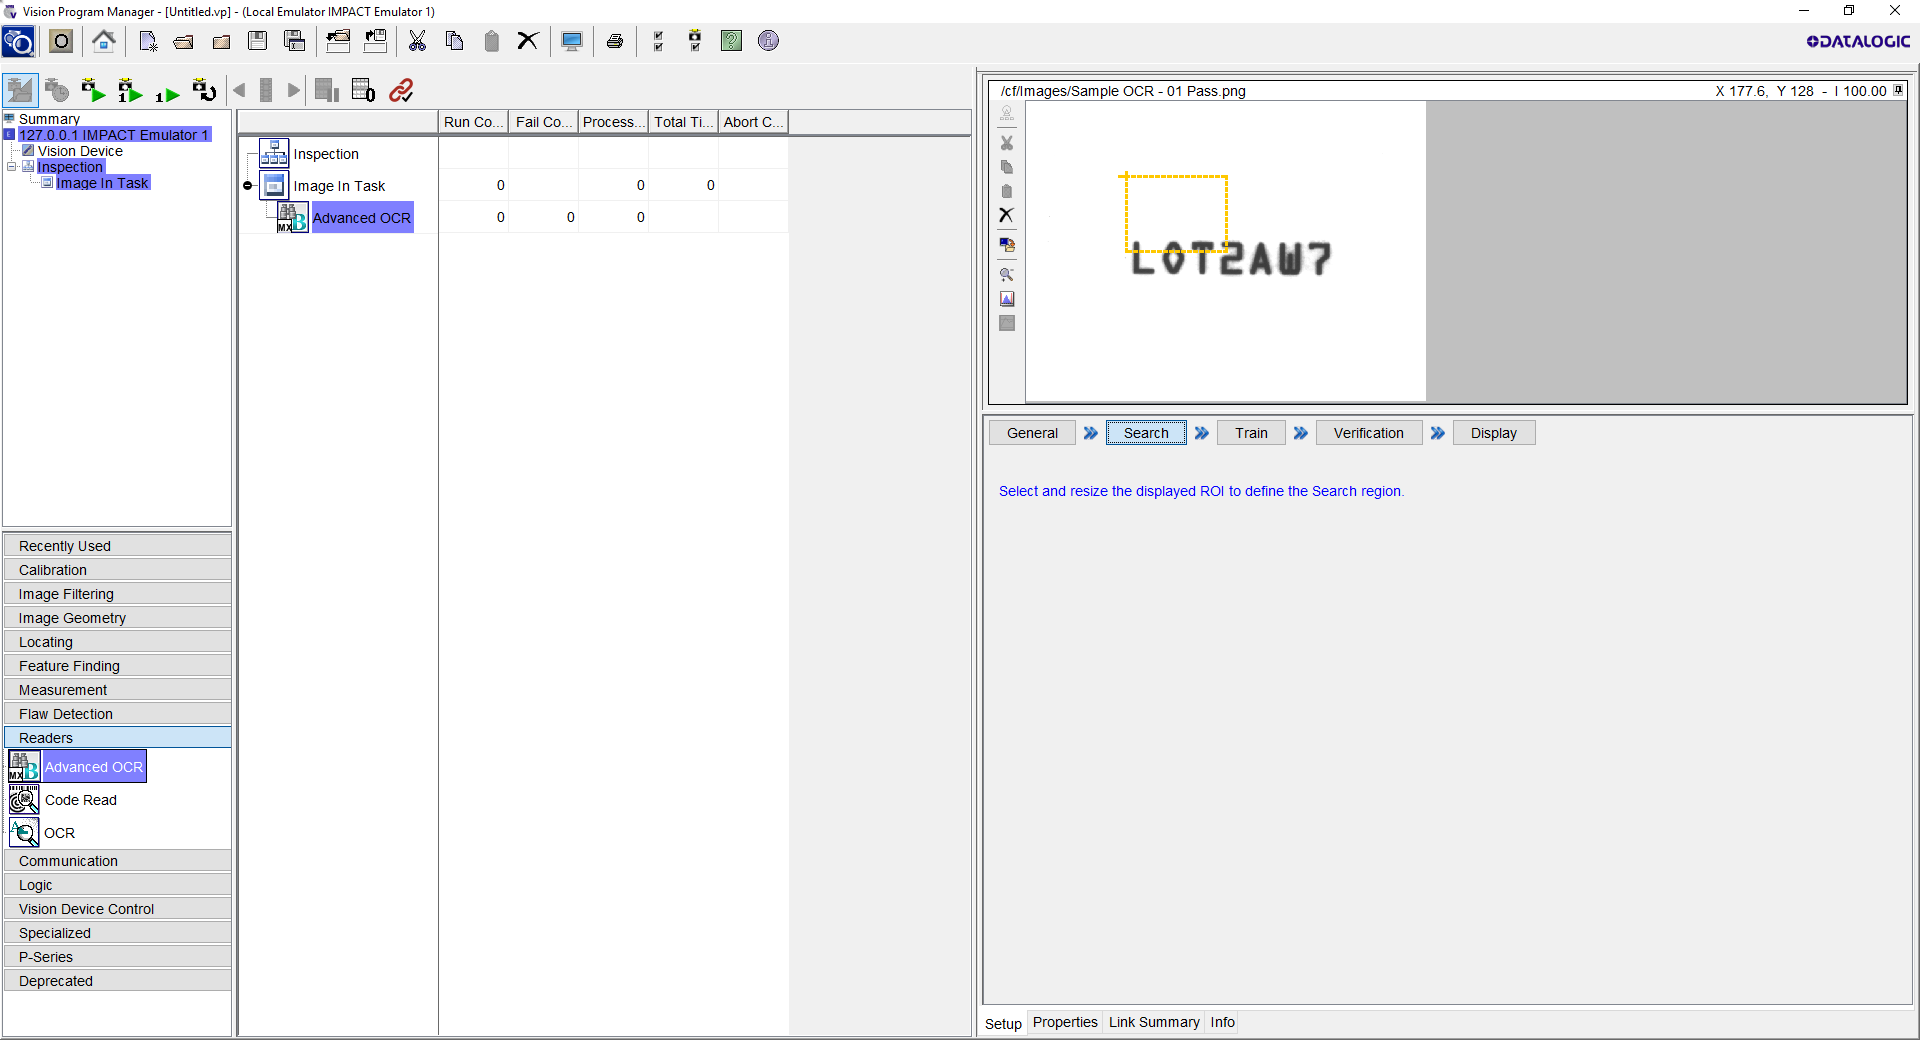 Vision Program Manager - [Untitled.vp] - (Local Emulator IMPACT Emulator 1)
DATALOGIC
Summary
127.0.0.1 IMPACT Emulator 1
Vision Device
Inspection
Image In Task
Run Co... Fail Co... Process... Total Ti... Abort C...
Inspection
Image In Task 0 0 0
Advanced OCR 0 0 0
/cf/Images/Sample OCR - 01 Pass.png X 177.6, Y 128 - I 100.00
LOT2AW7
General Search Train Verification Display
Select and resize the displayed ROI to define the Search region.
Recently Used
Calibration
Image Filtering
Image Geometry
Locating
Feature Finding
Measurement
Flaw Detection
Readers
MX B Advanced OCR
Code Read
OCR
Communication
Logic
Vision Device Control
Specialized
P-Series
Deprecated
Setup Properties Link Summary Info